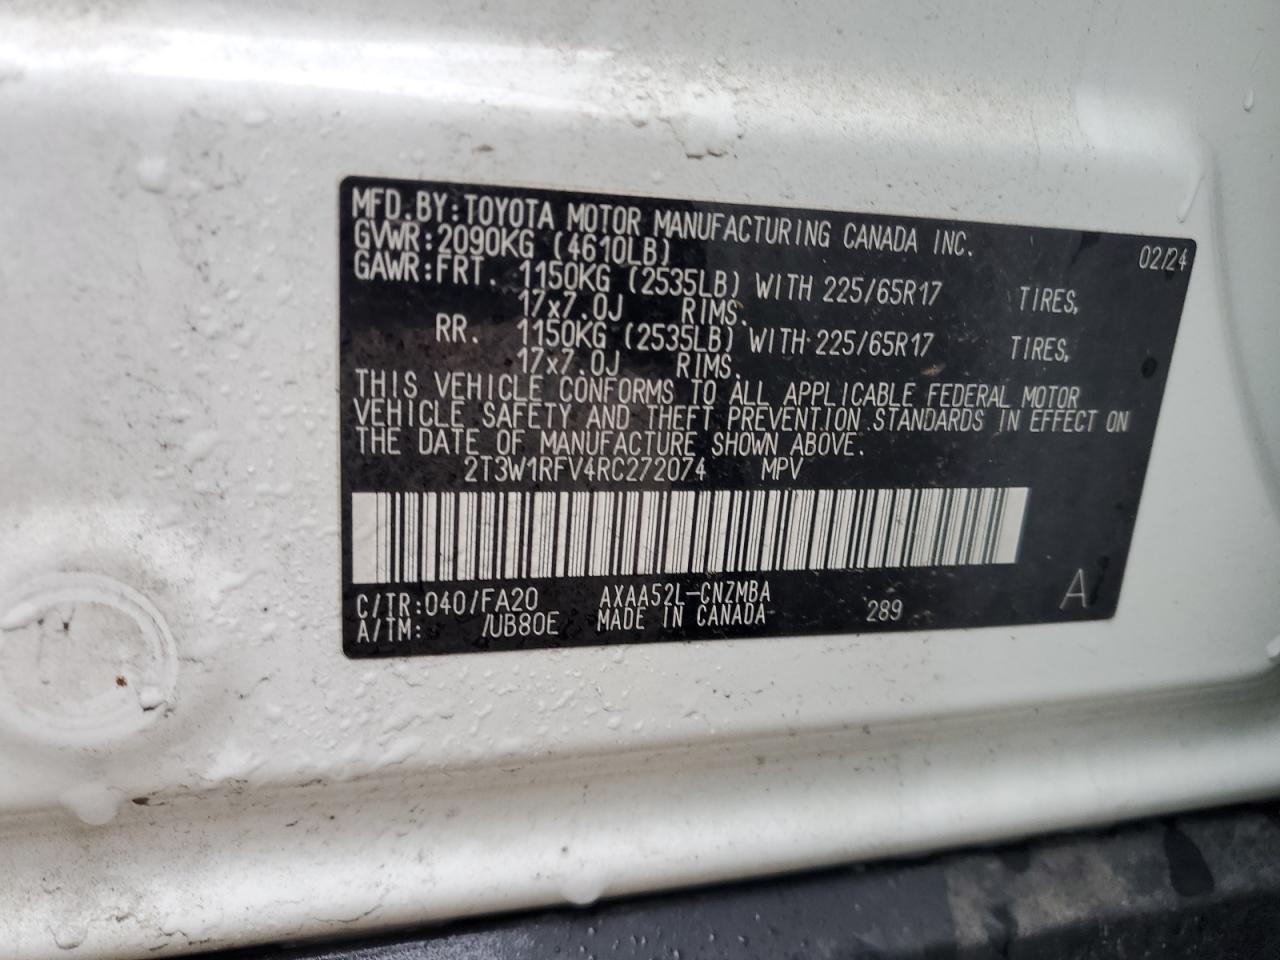 MFD.BY:TOYOTA MOTOR MANUFACTURING CANADA INC. 02/24
GVWR:2090KG (4610LB)
GAWR:FRT. 1150KG (2535LB) WITH 225/65R17 TIRES,
17x7.0J RIMS.
RR. 1150KG (2535LB) WITH 225/65R17 TIRES,
17x7.0J RIMS.
THIS VEHICLE CONFORMS TO ALL APPLICABLE FEDERAL MOTOR
VEHICLE SAFETY AND THEFT PREVENTION STANDARDS IN EFFECT ON
THE DATE OF MANUFACTURE SHOWN ABOVE.
2T3W1RFV4RC272074 MPV
C/TR:040/FA20 AXAA52L-CNZMBA
A/TM: /UB80E MADE IN CANADA 289 A